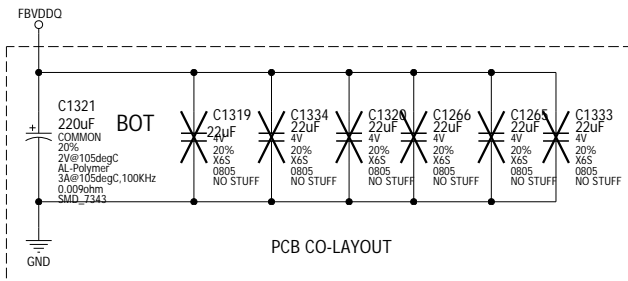 FBVDDQ
C1321
220uF
COMMON
20%
2V@105degC
AL-Polymer
3A@105degC,100KHz
0.009ohm
SMD_7343
BOT
C1319
22uF
4V
20%
X6S
0805
NO STUFF
C1334
22uF
4V
20%
X6S
0805
NO STUFF
C1320
22uF
4V
20%
X6S
0805
NO STUFF
C1266
22uF
4V
20%
X6S
0805
NO STUFF
C1265
22uF
4V
20%
X6S
0805
NO STUFF
C1333
22uF
4V
20%
X6S
0805
NO STUFF
GND
PCB CO-LAYOUT